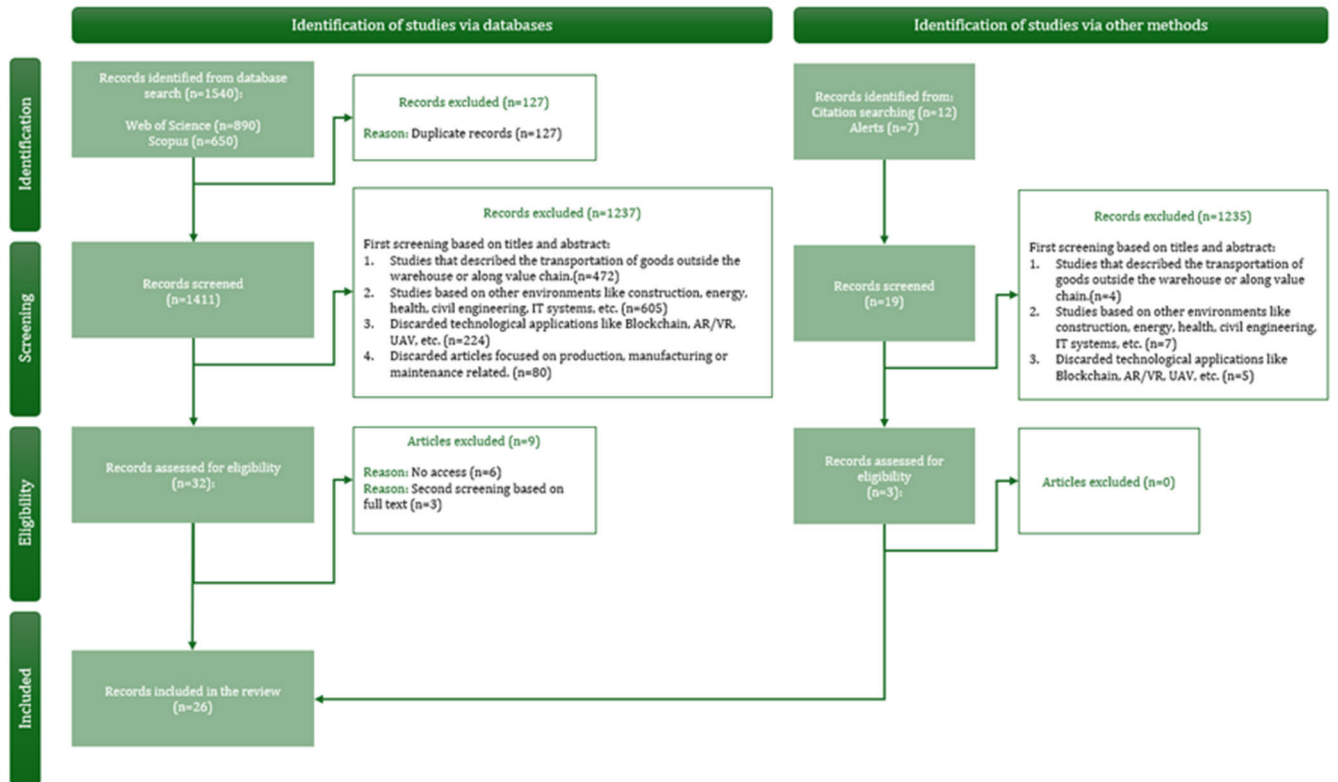 Identification of studies via databases
Identification of studies via other methods
Identification
Records identified from database
search (n=1540):
Web of Science (n=890)
Scopus (n=650)
Records excluded (n=127)
Reason: Duplicate records (n=127)
Records identified from:
Citation searching (n=12)
Alerts (n=7)
Screening
Records screened
(n=1411)
Records excluded (n=1237)
First screening based on titles and abstract:
1. Studies that described the transportation of goods outside the
warehouse or along value chain.(n=472)
2. Studies based on other environments like construction, energy,
health, civil engineering, IT systems, etc. (n=605)
3. Discarded technological applications like Blockchain, AR/VR,
UAV, etc. (n=224)
4. Discarded articles focused on production, manufacturing or
maintenance related. (n=80)
Records screened
(n=19)
Records excluded (n=1235)
First screening based on titles and abstract:
1. Studies that described the transportation of
goods outside the warehouse or along value
chain.(n=4)
2. Studies based on other environments like
construction, energy, health, civil engineering,
IT systems, etc. (n=7)
3. Discarded technological applications like
Blockchain, AR/VR, UAV, etc. (n=5)
Eligibility
Records assessed for eligibility
(n=32):
Articles excluded (n=9)
Reason: No access (n=6)
Reason: Second screening based on
full text (n=3)
Records assessed for
eligibility
(n=3):
Articles excluded (n=0)
Included
Records included in the review
(n=26)